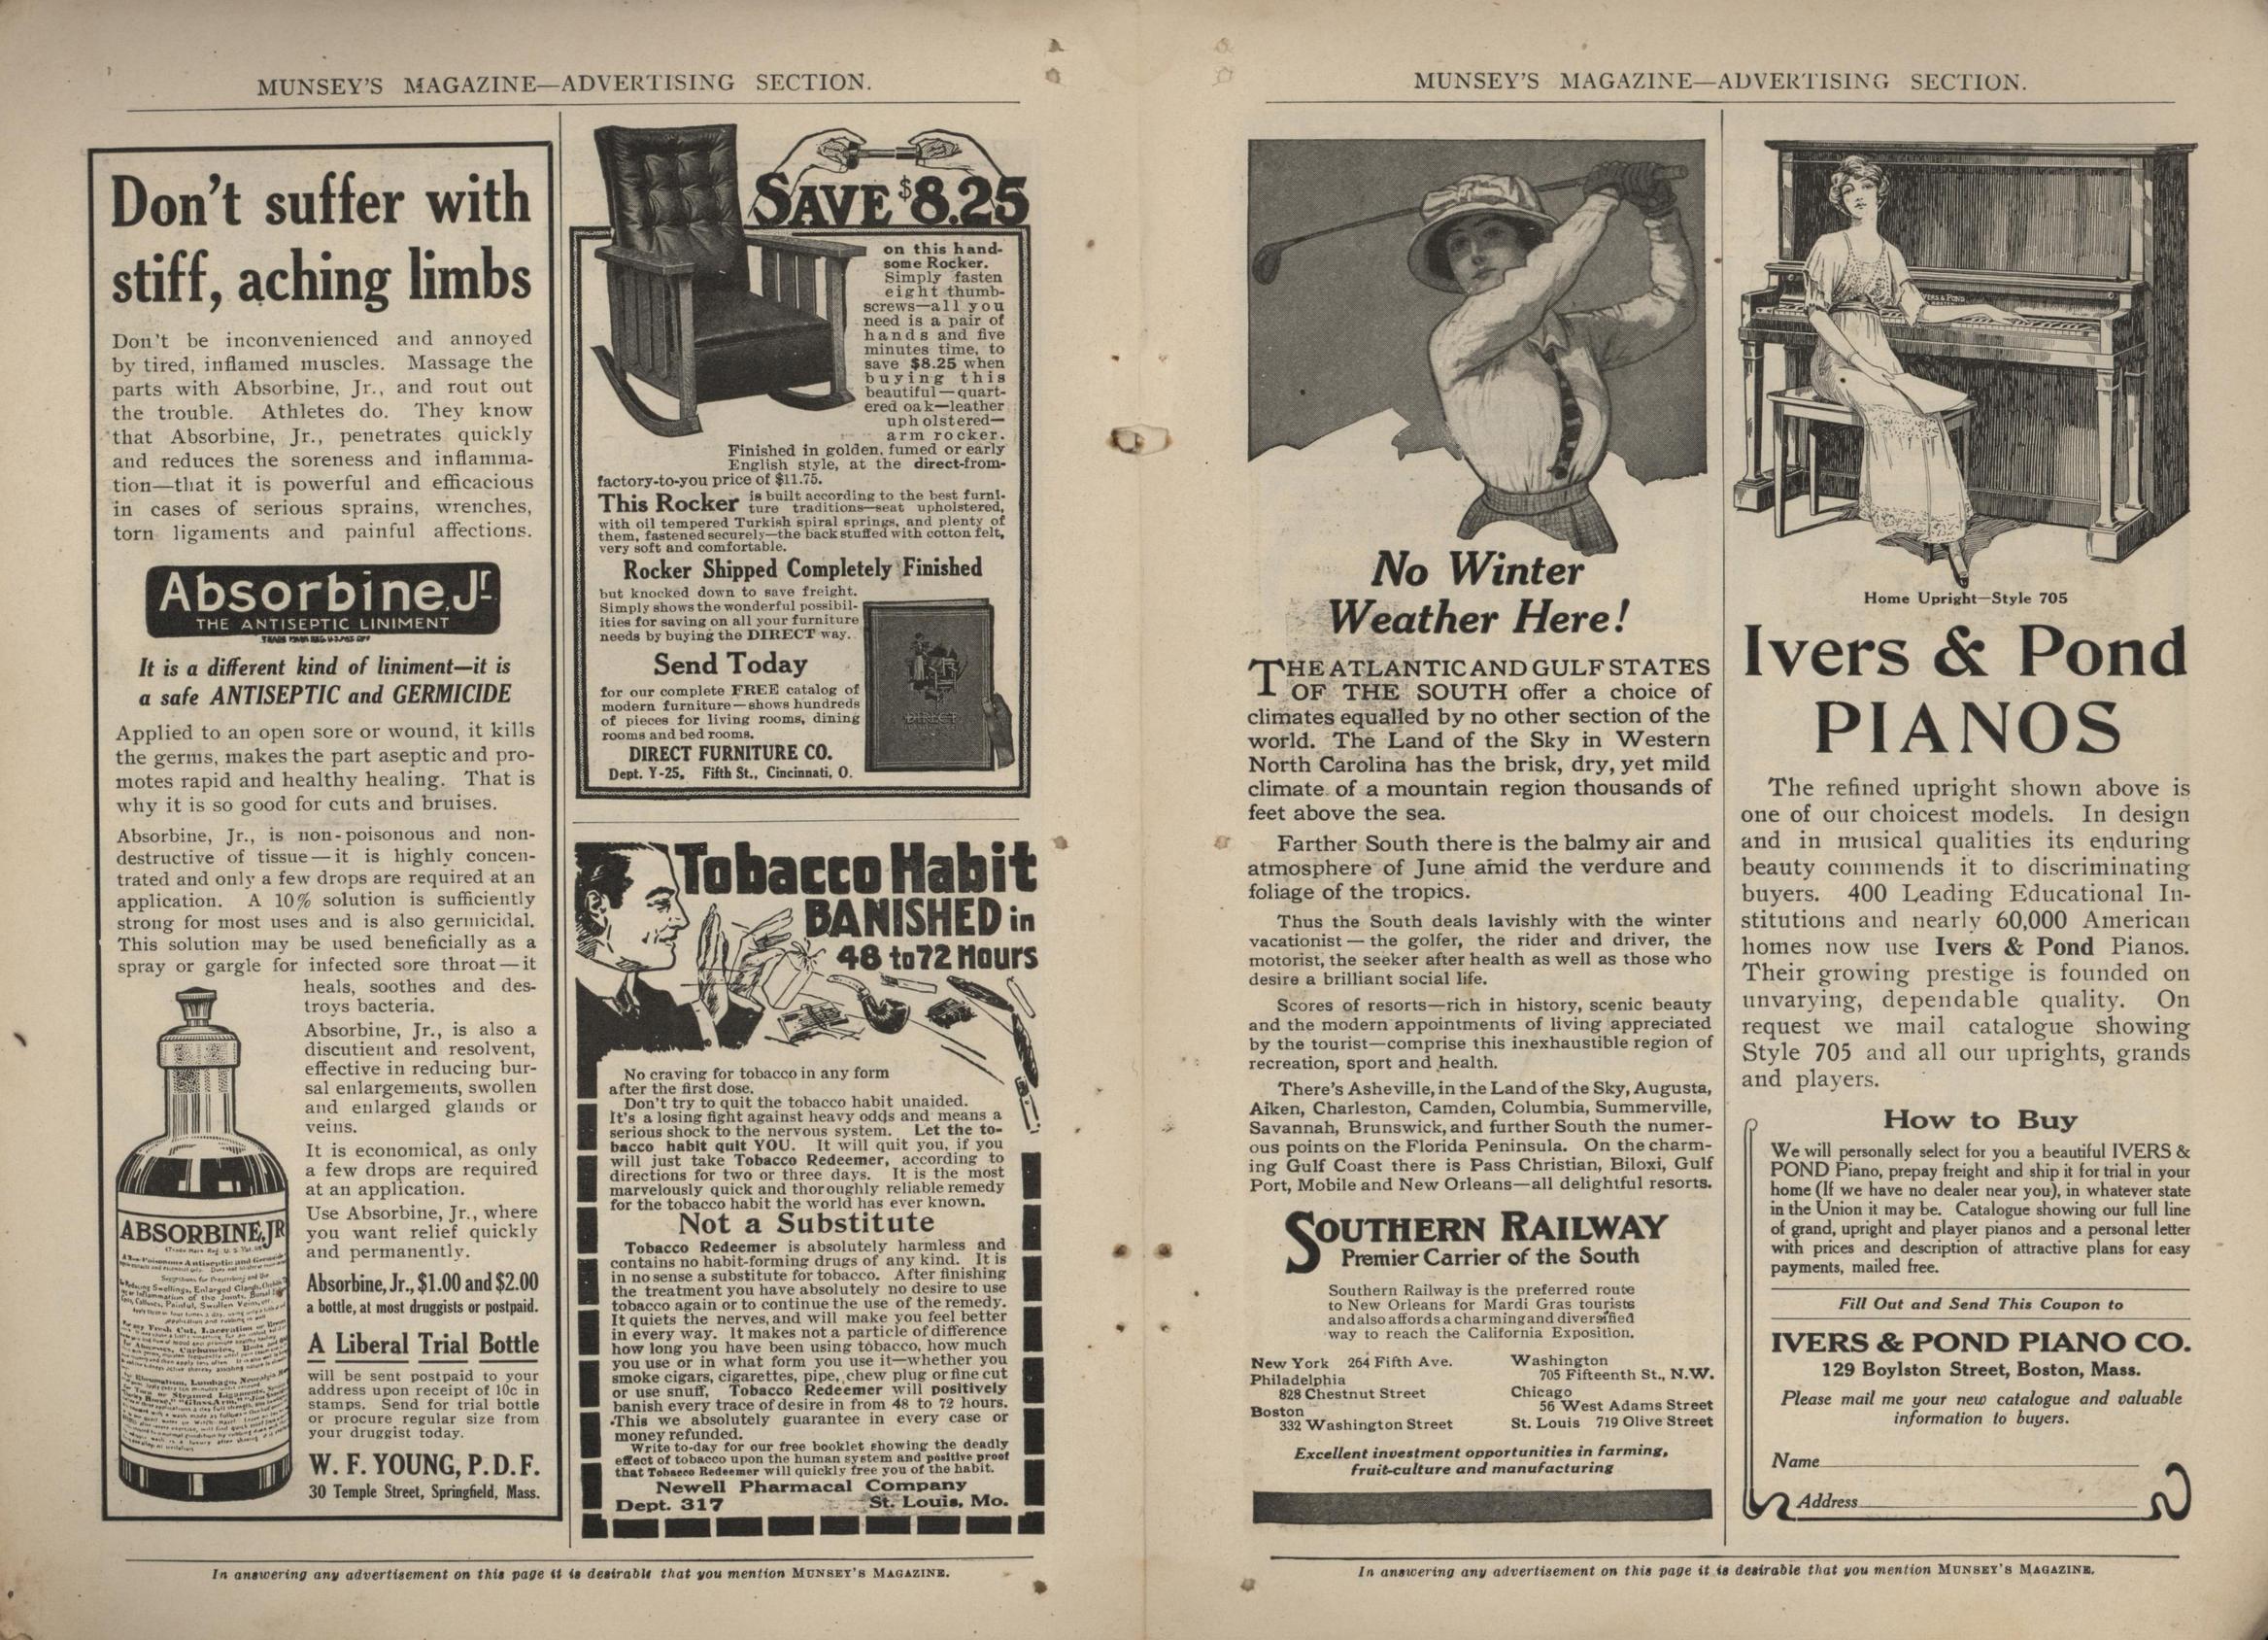 MUNSEY'S MAGAZINE—ADVERTISING SECTION.
Don't suffer with
stiff, aching limbs
Don't be inconvenienced and annoyed
by tired, inflamed muscles. Massage the
parts with Absorbine, Jr., and rout out
the trouble. Athletes do. They know
that Absorbine, Jr., penetrates quickly
and reduces the soreness and inflamma-
tion—that it is powerful and efficacious
in cases of serious sprains, wrenches,
torn ligaments and painful affections.
Absorbine, Jr.
THE ANTISEPTIC LINIMENT
TRADE MARK REG. U.S. PAT. OFF.
It is a different kind of liniment—it is
a safe ANTISEPTIC and GERMICIDE
Applied to an open sore or wound, it kills
the germs, makes the part aseptic and pro-
motes rapid and healthy healing. That is
why it is so good for cuts and bruises.
Absorbine, Jr., is non-poisonous and non-
destructive of tissue—it is highly concen-
trated and only a few drops are required at an
application. A 10% solution is sufficiently
strong for most uses and is also germicidal.
This solution may be used beneficially as a
spray or gargle for infected sore throat—it
heals, soothes and des-
troys bacteria.
Absorbine, Jr., is also a
discutient and resolvent,
effective in reducing bur-
sal enlargements, swollen
and enlarged glands or
veins.
It is economical, as only
a few drops are required
at an application.
Use Absorbine, Jr., where
you want relief quickly
and permanently.
Absorbine, Jr., $1.00 and $2.00
a bottle, at most druggists or postpaid.
A Liberal Trial Bottle
will be sent postpaid to your
address upon receipt of 10c in
stamps. Send for trial bottle
or procure regular size from
your druggist today.
W. F. YOUNG, P.D.F.
30 Temple Street, Springfield, Mass.
ABSORBINE, JR
SAVE $8.25
on this hand-
some Rocker.
Simply fasten
eight thumb-
screws—all you
need is a pair of
hands and five
minutes time, to
save $8.25 when
buying this
beautiful—quart-
ered oak—leather
upholstered—
arm rocker.
Finished in golden, fumed or early
English style, at the direct-from-
factory-to-you price of $11.75.
This Rocker is built according to the best furni-
ture traditions—seat upholstered,
with oil tempered Turkish spiral springs, and plenty of
them, fastened securely—the back stuffed with cotton felt,
very soft and comfortable.
Rocker Shipped Completely Finished
but knocked down to save freight.
Simply shows the wonderful possibil-
ities for saving on all your furniture
needs by buying the DIRECT way.
Send Today
for our complete FREE catalog of
modern furniture—shows hundreds
of pieces for living rooms, dining
rooms and bed rooms.
DIRECT FURNITURE CO.
Dept. Y-25, Fifth St., Cincinnati, O.
DIRECT
Tobacco Habit
BANISHED in
48 to 72 Hours
No craving for tobacco in any form
after the first dose.
Don't try to quit the tobacco habit unaided.
It's a losing fight against heavy odds and means a
serious shock to the nervous system. Let the to-
bacco habit quit YOU. It will quit you, if you
will just take Tobacco Redeemer, according to
directions for two or three days. It is the most
marvelously quick and thoroughly reliable remedy
for the tobacco habit the world has ever known.
Not a Substitute
Tobacco Redeemer is absolutely harmless and
contains no habit-forming drugs of any kind. It is
in no sense a substitute for tobacco. After finishing
the treatment you have absolutely no desire to use
tobacco again or to continue the use of the remedy.
It quiets the nerves, and will make you feel better
in every way. It makes not a particle of difference
how long you have been using tobacco, how much
you use or in what form you use it—whether you
smoke cigars, cigarettes, pipe, chew plug or fine cut
or use snuff, Tobacco Redeemer will positively
banish every trace of desire in from 48 to 72 hours.
This we absolutely guarantee in every case or
money refunded.
Write to-day for our free booklet showing the deadly
effect of tobacco upon the human system and positive proof
that Tobacco Redeemer will quickly free you of the habit.
Newell Pharmacal Company
Dept. 317 St. Louis, Mo.
In answering any advertisement on this page it is desirable that you mention MUNSEY'S MAGAZINE.
MUNSEY'S MAGAZINE—ADVERTISING SECTION.
No Winter
Weather Here!
THE ATLANTIC AND GULF STATES
OF THE SOUTH offer a choice of
climates equalled by no other section of the
world. The Land of the Sky in Western
North Carolina has the brisk, dry, yet mild
climate of a mountain region thousands of
feet above the sea.
Farther South there is the balmy air and
atmosphere of June amid the verdure and
foliage of the tropics.
Thus the South deals lavishly with the winter
vacationist—the golfer, the rider and driver, the
motorist, the seeker after health as well as those who
desire a brilliant social life.
Scores of resorts—rich in history, scenic beauty
and the modern appointments of living appreciated
by the tourist—comprise this inexhaustible region of
recreation, sport and health.
There's Asheville, in the Land of the Sky, Augusta,
Aiken, Charleston, Camden, Columbia, Summerville,
Savannah, Brunswick, and further South the numer-
ous points on the Florida Peninsula. On the charm-
ing Gulf Coast there is Pass Christian, Biloxi, Gulf
Port, Mobile and New Orleans—all delightful resorts.
SOUTHERN RAILWAY
Premier Carrier of the South
Southern Railway is the preferred route
to New Orleans for Mardi Gras tourists
and also affords a charming and diversified
way to reach the California Exposition.
New York 264 Fifth Ave.
Philadelphia
828 Chestnut Street
Boston
332 Washington Street
Washington
705 Fifteenth St., N.W.
Chicago
56 West Adams Street
St. Louis 719 Olive Street
Excellent investment opportunities in farming,
fruit-culture and manufacturing
IVERS & POND
Home Upright—Style 705
Ivers & Pond
PIANOS
The refined upright shown above is
one of our choicest models. In design
and in musical qualities its enduring
beauty commends it to discriminating
buyers. 400 Leading Educational In-
stitutions and nearly 60,000 American
homes now use Ivers & Pond Pianos.
Their growing prestige is founded on
unvarying, dependable quality. On
request we mail catalogue showing
Style 705 and all our uprights, grands
and players.
How to Buy
We will personally select for you a beautiful IVERS &
POND Piano, prepay freight and ship it for trial in your
home (If we have no dealer near you), in whatever state
in the Union it may be. Catalogue showing our full line
of grand, upright and player pianos and a personal letter
with prices and description of attractive plans for easy
payments, mailed free.
Fill Out and Send This Coupon to
IVERS & POND PIANO CO.
129 Boylston Street, Boston, Mass.
Please mail me your new catalogue and valuable
information to buyers.
Name
Address
In answering any advertisement on this page it is desirable that you mention MUNSEY'S MAGAZINE.